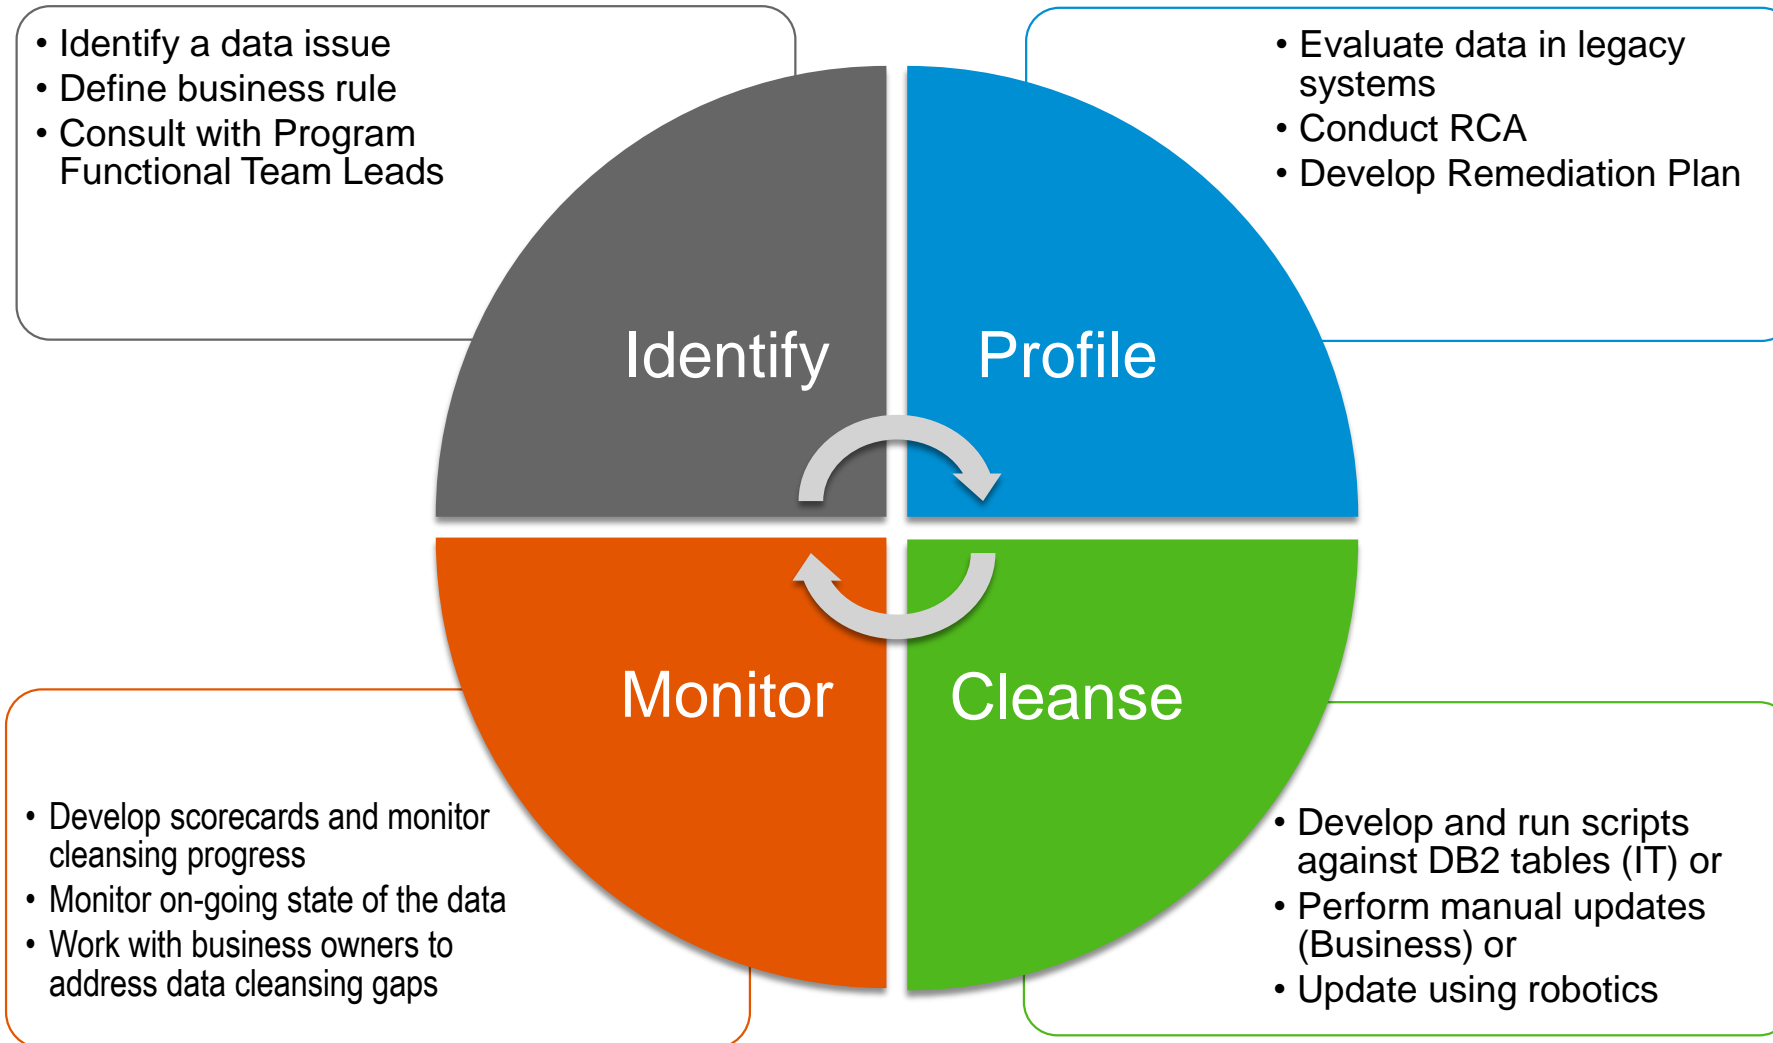 • Identify a data issue
• Define business rule
• Consult with Program
Functional Team Leads
• Evaluate data in legacy
systems
• Conduct RCA
• Develop Remediation Plan
Identify
Profile
Monitor
Cleanse
• Develop scorecards and monitor
cleansing progress
• Monitor on-going state of the data
• Work with business owners to
address data cleansing gaps
• Develop and run scripts
against DB2 tables (IT) or
• Perform manual updates
(Business) or
• Update using robotics